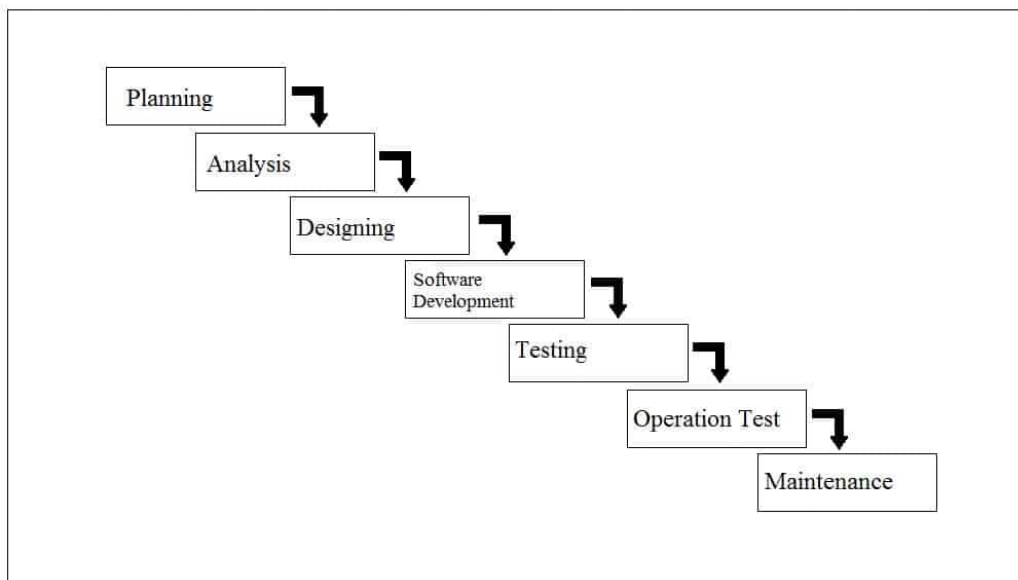 Planning
Analysis
Designing
Software
Development
Testing
Operation Test
Maintenance